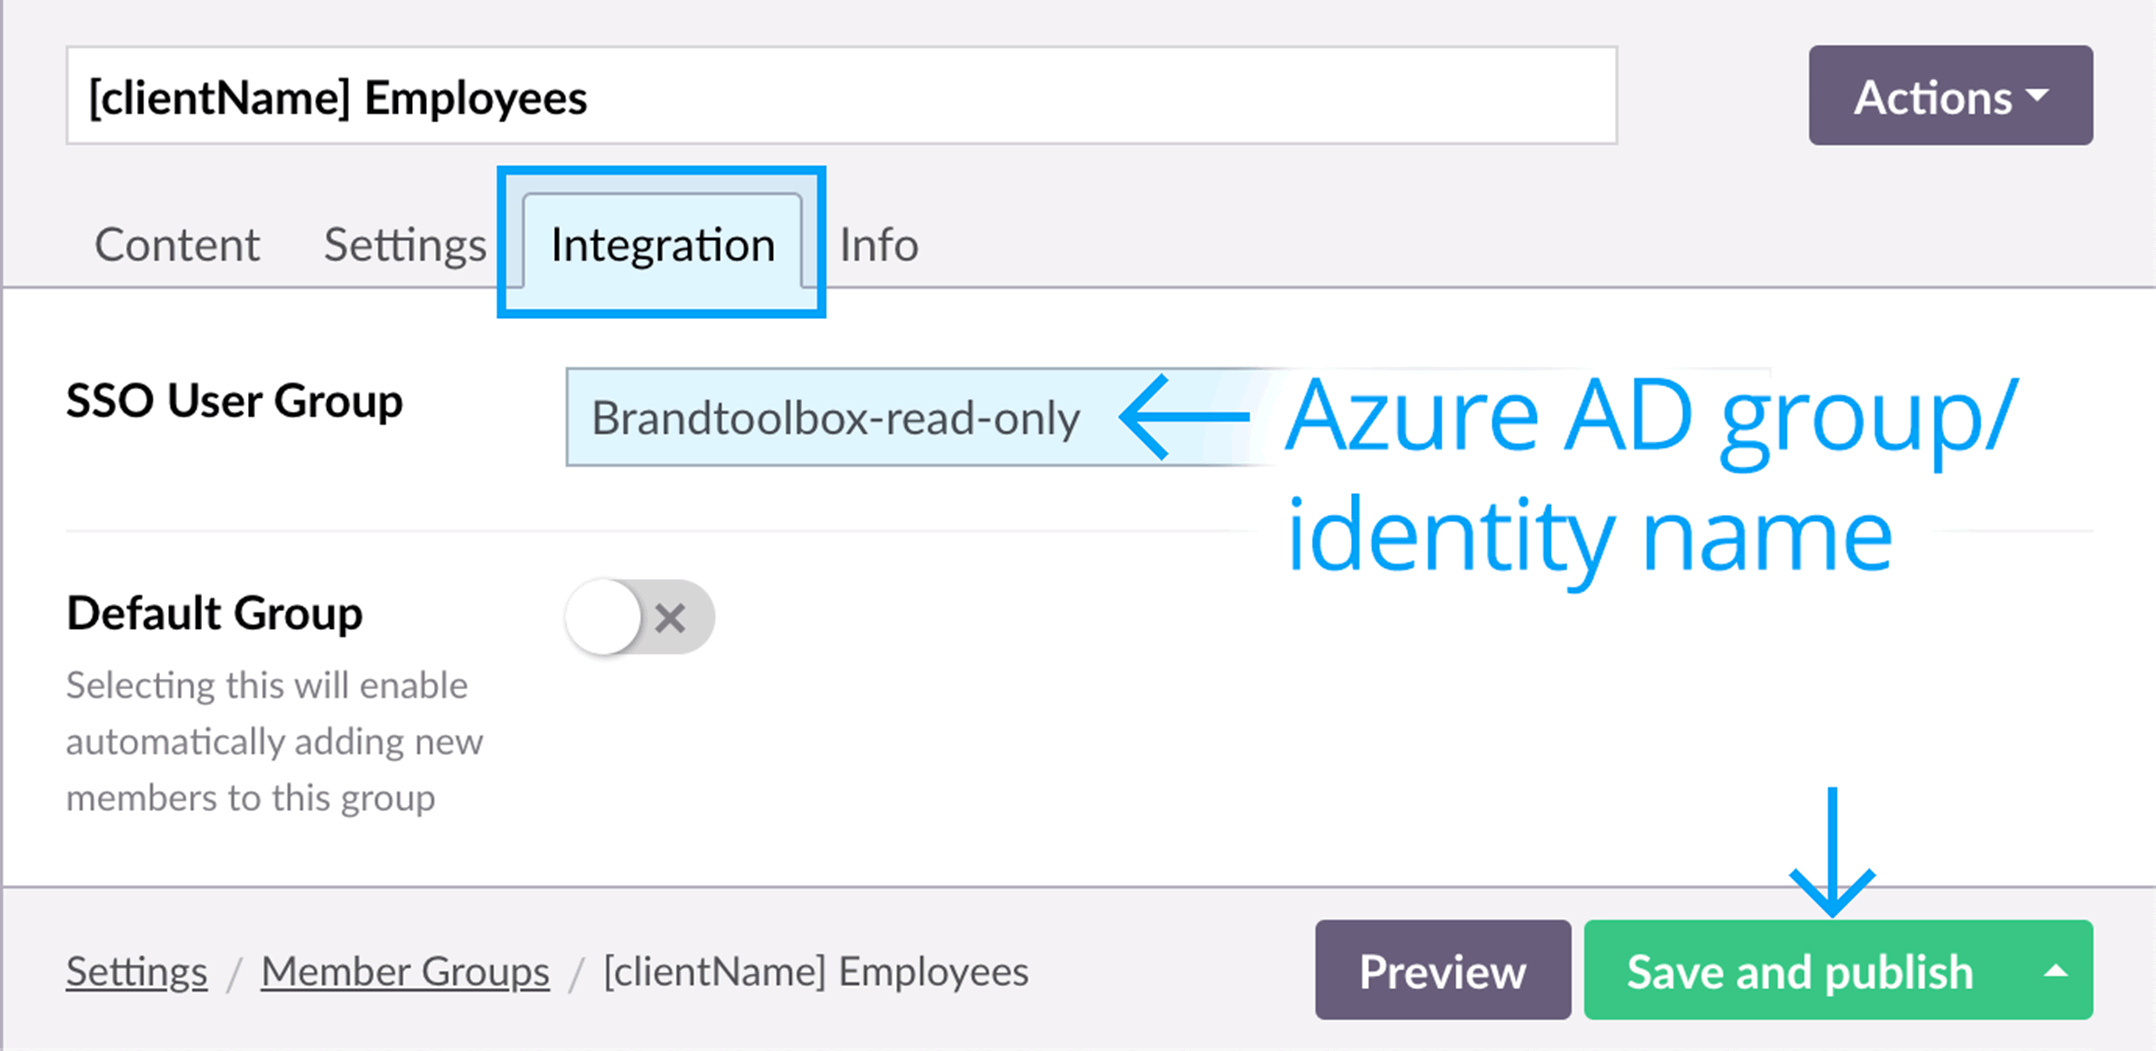 [clientName] Employees
Actions
Content Settings Integration Info
SSO User Group
Brandtoolbox-read-only
Azure AD group/
identity name
Default Group
Selecting this will enable
automatically adding new
members to this group
Settings / Member Groups / [clientName] Employees
Preview
Save and publish